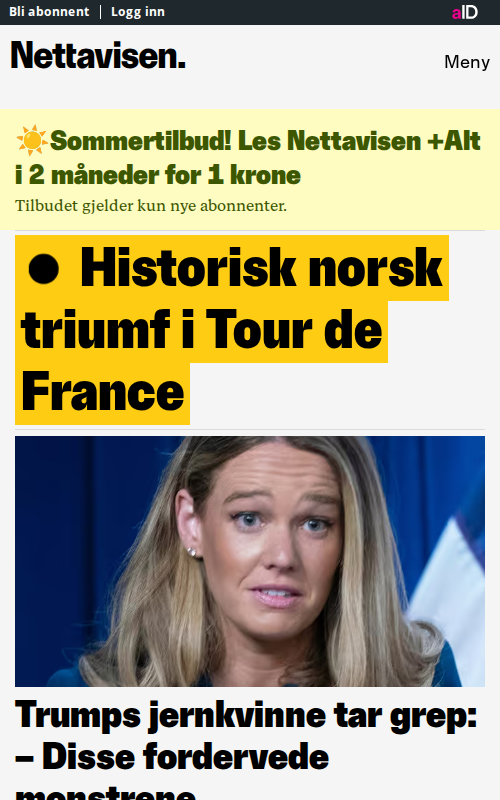 Bli abonnent | Logg inn
aID
Nettavisen.
Meny
☀️Sommertilbud! Les Nettavisen +Alt
i 2 måneder for 1 krone
Tilbudet gjelder kun nye abonnenter.
● Historisk norsk
triumf i Tour de
France
Trumps jernkvinne tar grep:
– Disse fordervede
monstrene